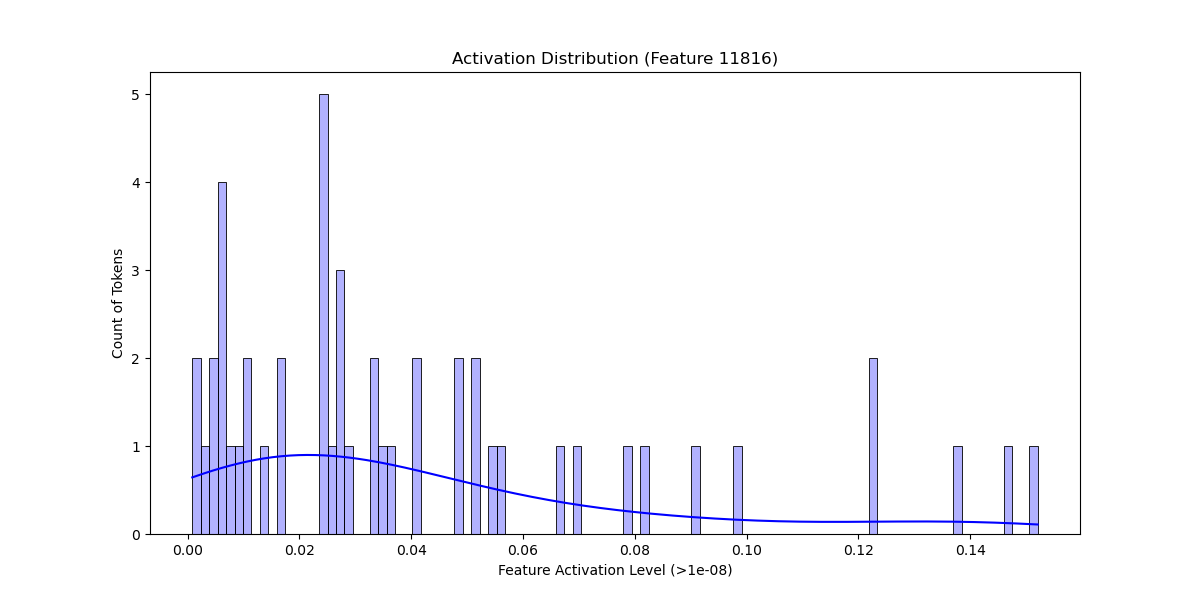 Activation Distribution (Feature 11816)
5
4
3
2
1
0
Count of Tokens
0.00 0.02 0.04 0.06 0.08 0.10 0.12 0.14
Feature Activation Level (>1e-08)